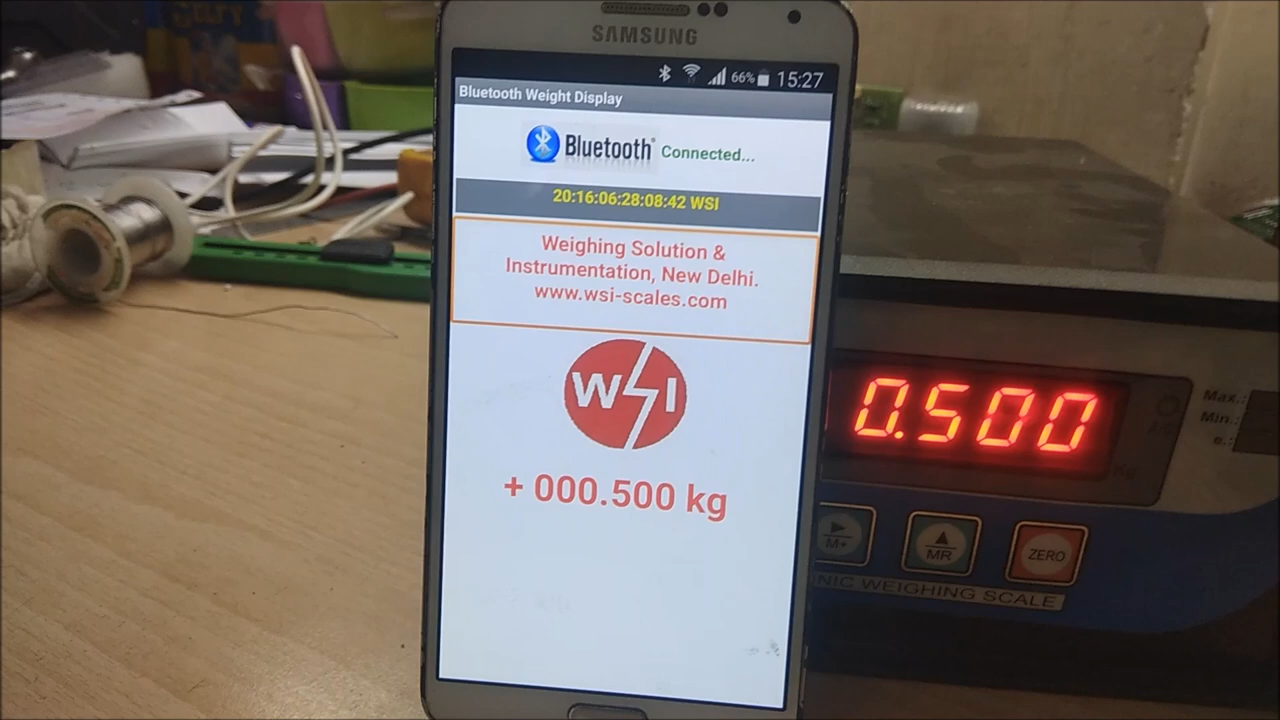 SAMSUNG
66% 15:27
Bluetooth Weight Display
Bluetooth Connected...
20:16:06:28:08:42 WSI
Weighing Solution &
Instrumentation, New Delhi.
www.wsi-scales.com
WSI
+ 000.500 kg
0.500
Max.:
Min.:
e.:
M+
MR
ZERO
NIC WEIGHING SCALE